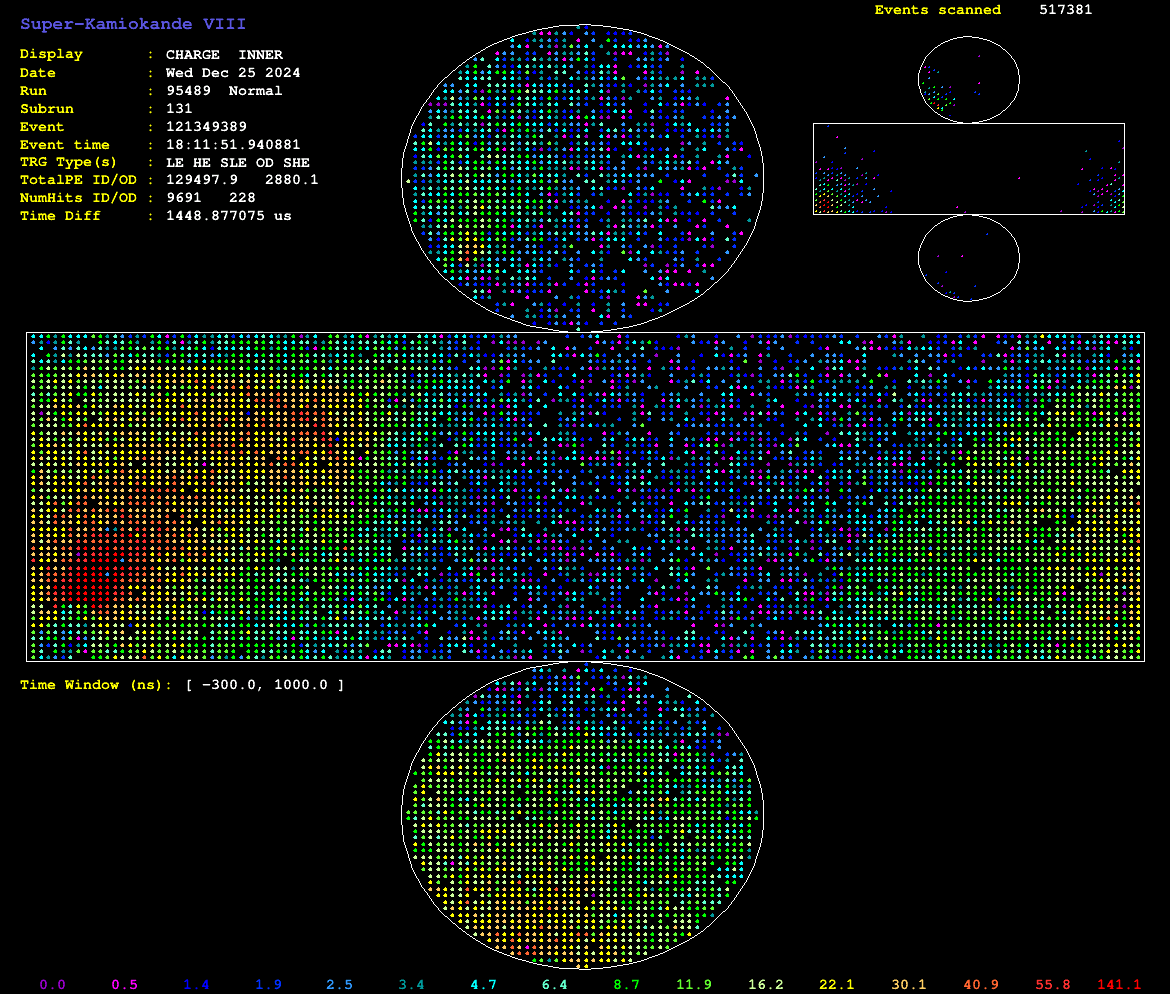 Super-Kamiokande VIII
Events scanned 517381
Display : CHARGE INNER
Date : Wed Dec 25 2024
Run : 95489 Normal
Subrun : 131
Event : 121349389
Event time : 18:11:51.940881
TRG Type(s) : LE HE SLE OD SHE
TotalPE ID/OD : 129497.9 2880.1
NumHits ID/OD : 9691 228
Time Diff : 1448.877075 us
Time Window (ns): [ −300.0, 1000.0 ]
0.0 0.5 1.4 1.9 2.5 3.4 4.7 6.4 8.7 11.9 16.2 22.1 30.1 40.9 55.8 141.1